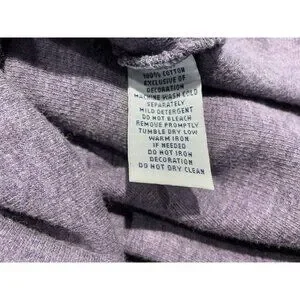 100% COTTON
EXCLUSIVE OF
DECORATION
MACHINE WASH COLD
SEPARATELY
MILD DETERGENT
DO NOT BLEACH
REMOVE PROMPTLY
TUMBLE DRY LOW
WARM IRON
IF NEEDED
DO NOT IRON
DECORATION
DO NOT DRY CLEAN